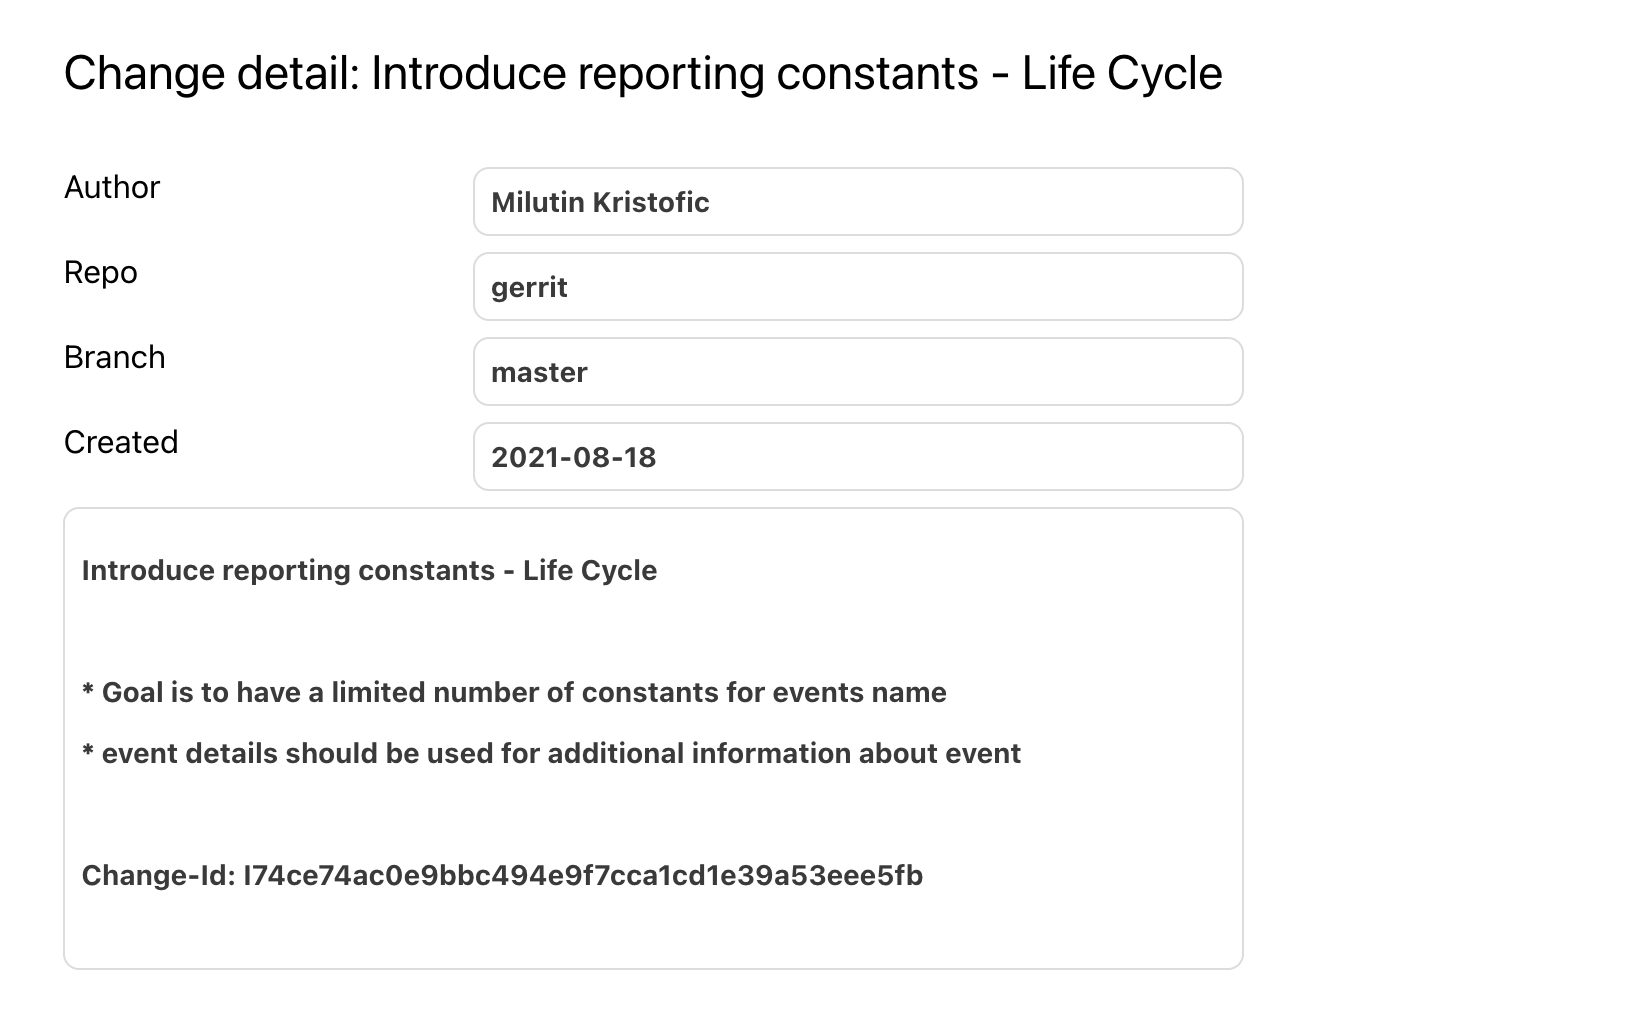 Change detail: Introduce reporting constants - Life Cycle
Author
Milutin Kristofic
Repo
gerrit
Branch
master
Created
2021-08-18
Introduce reporting constants - Life Cycle
* Goal is to have a limited number of constants for events name
* event details should be used for additional information about event
Change-Id: I74ce74ac0e9bbc494e9f7cca1cd1e39a53eee5fb